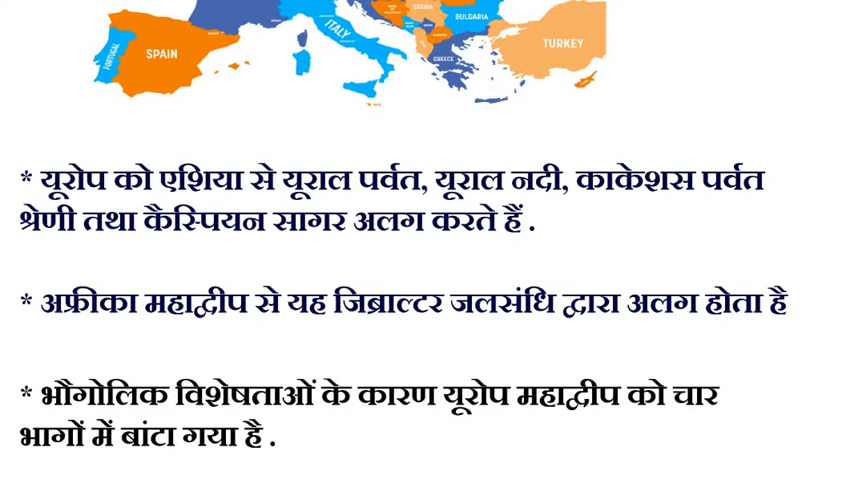 BULGARIA
SPAIN
PORTUGAL
ITALY
TURKEY
GREECE
* यूरोप को एशिया से यूराल पर्वत, यूराल नदी, काकेशस पर्वत
श्रेणी तथा कैस्पियन सागर अलग करते हैं .
* अफ्रीका महाद्वीप से यह जिब्राल्टर जलसंधि द्वारा अलग होता है
* भौगोलिक विशेषताओं के कारण यूरोप महाद्वीप को चार
भागों में बांटा गया है .